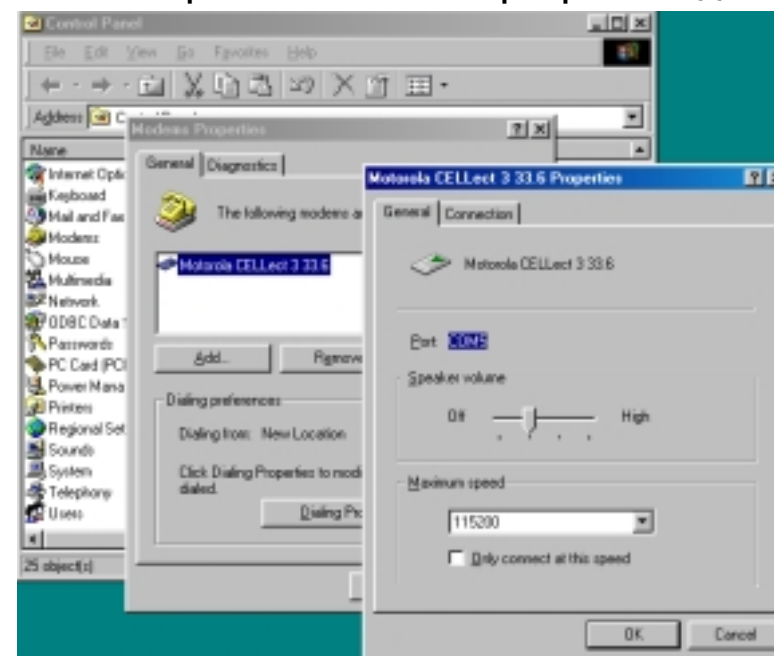 Control Panel
File Edit View Go Favorites Help
Address
Name
Internet Optio
Keyboard
Mail and Fax
Modems
Mouse
Multimedia
Network
ODBC Data
Passwords
PC Card (PC
Power Mana
Printers
Regional Set
Sounds
System
Telephony
Users
25 object(s)
Modems Properties
General Diagnostics
The following modems a
Motorola CELLect 3 33.6
Add... Remove
Dialing preferences
Dialing from: New Location
Click Dialing Properties to modi
dialed.
Dialing Pr
Motorola CELLect 3 33.6 Properties
General Connection
Motorola CELLect 3 33.6
Port: COM5
Speaker volume
Off High
Maximum speed
115200
Only connect at this speed
OK Cancel